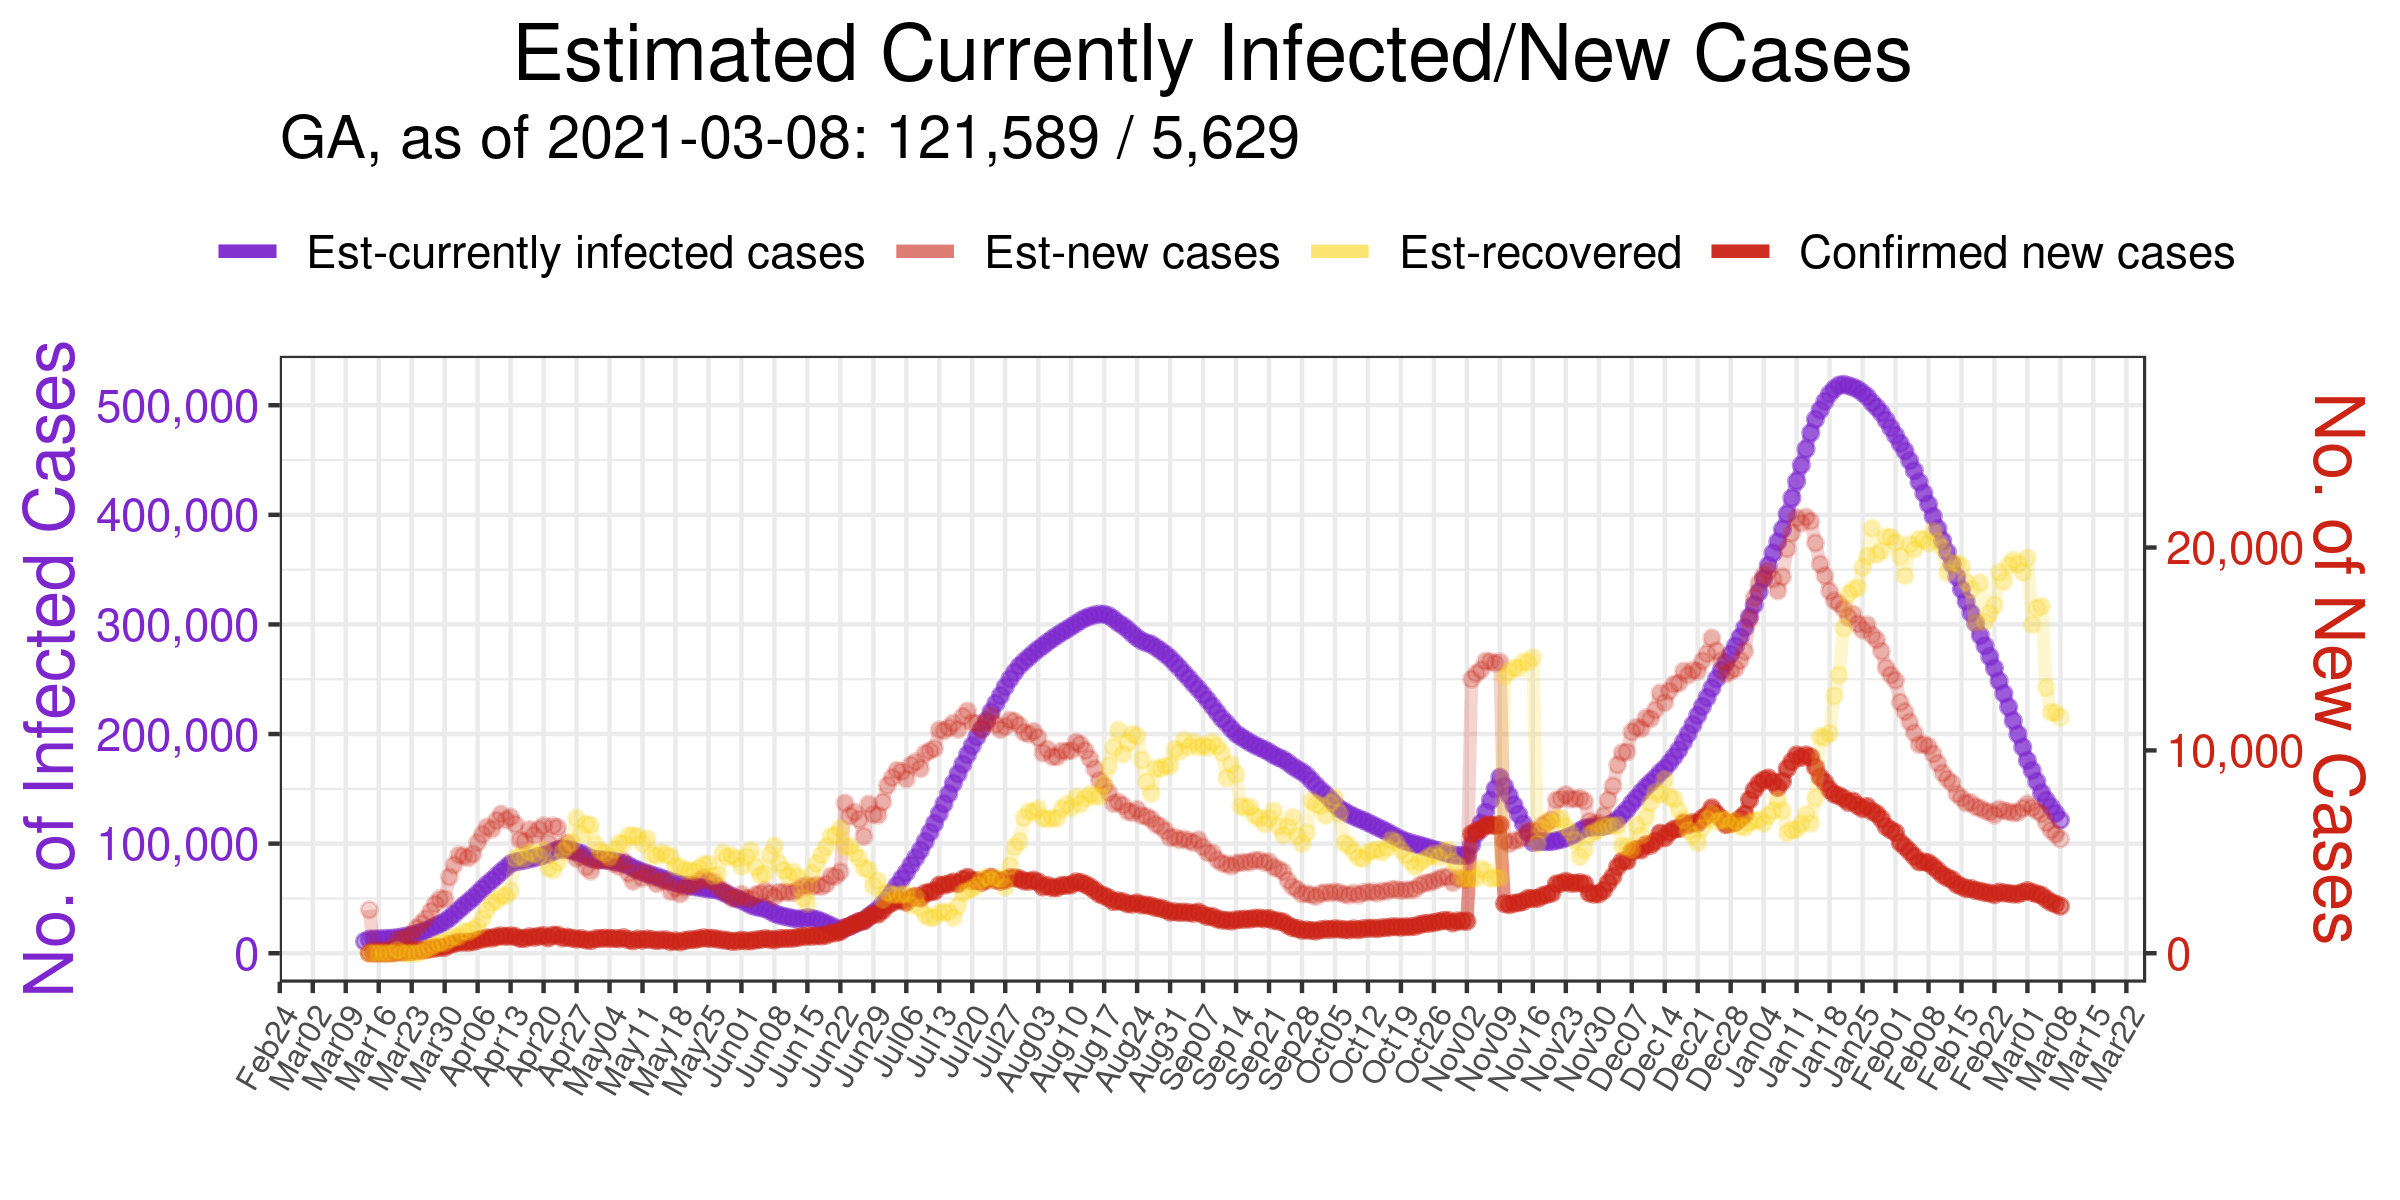 Estimated Currently Infected/New Cases
GA, as of 2021-03-08: 121,589 / 5,629
Est-currently infected cases
Est-new cases
Est-recovered
Confirmed new cases
No. of Infected Cases
500,000
400,000
300,000
200,000
100,000
0
20,000
10,000
0
No. of New Cases
Feb24
Mar02
Mar09
Mar16
Mar23
Mar30
Apr06
Apr13
Apr20
Apr27
May04
May11
May18
May25
Jun01
Jun08
Jun15
Jun22
Jun29
Jul06
Jul13
Jul20
Jul27
Aug03
Aug10
Aug17
Aug24
Aug31
Sep07
Sep14
Sep21
Sep28
Oct05
Oct12
Oct19
Oct26
Nov02
Nov09
Nov16
Nov23
Nov30
Dec07
Dec14
Dec21
Dec28
Jan04
Jan11
Jan18
Jan25
Feb01
Feb08
Feb15
Feb22
Mar01
Mar08
Mar15
Mar22